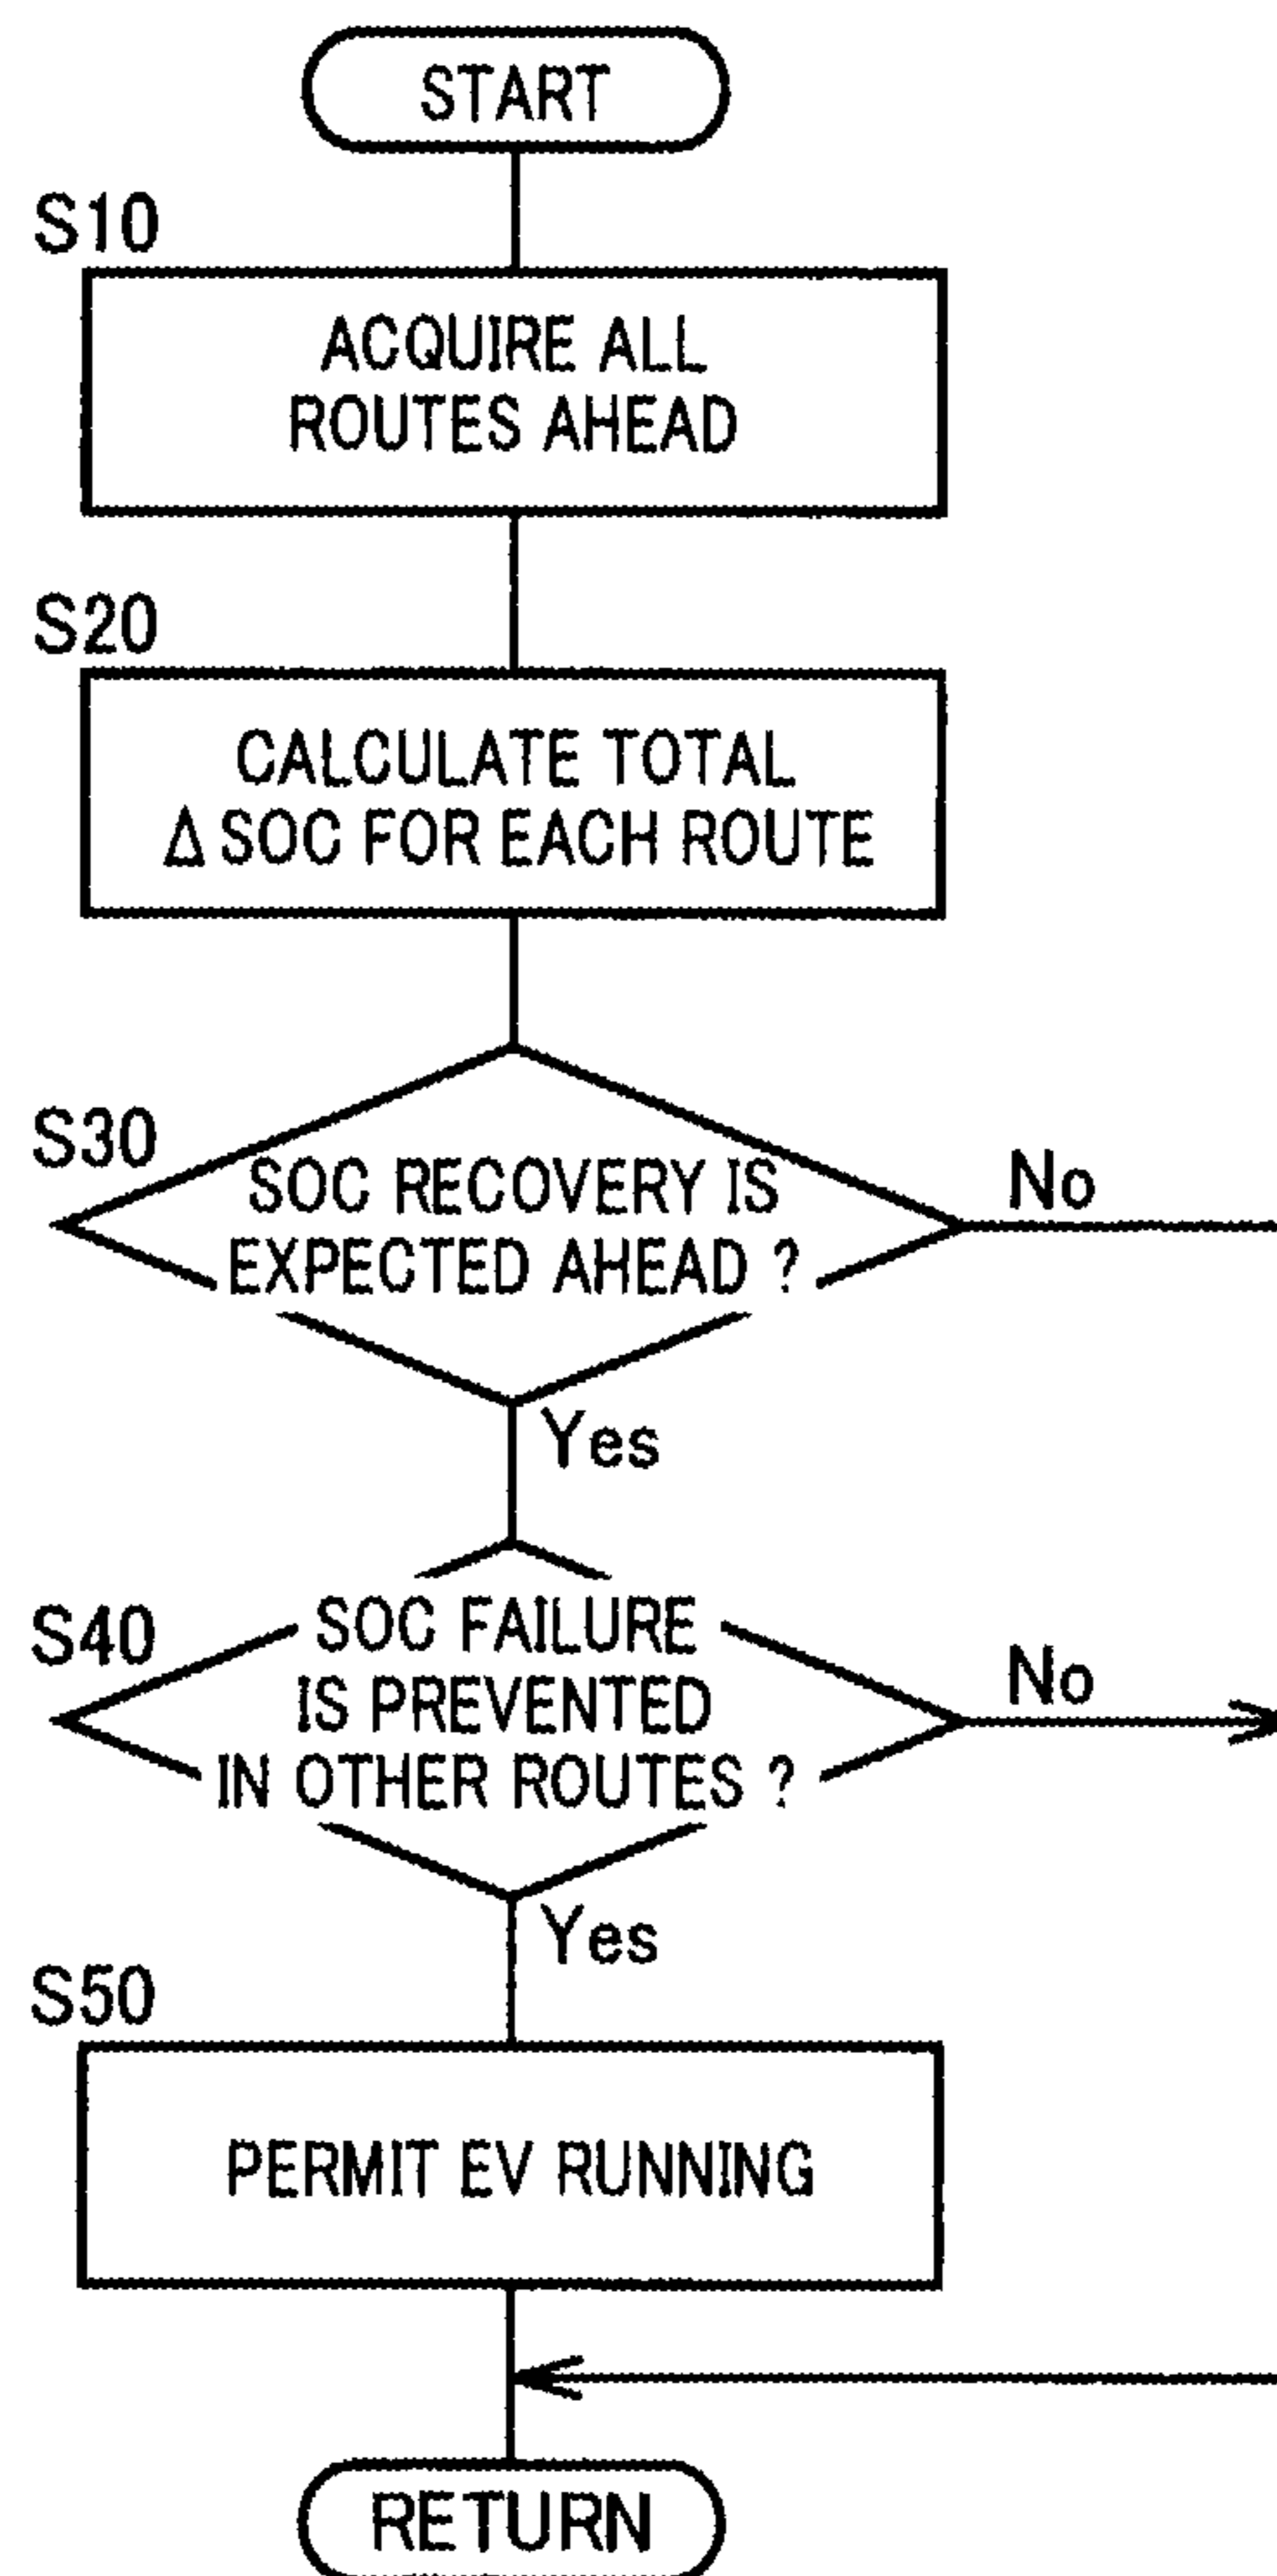 START
S10
ACQUIRE ALL
ROUTES AHEAD
S20
CALCULATE TOTAL
Δ SOC FOR EACH ROUTE
S30
SOC RECOVERY IS
EXPECTED AHEAD ?
No
Yes
S40
SOC FAILURE
IS PREVENTED
IN OTHER ROUTES ?
No
Yes
S50
PERMIT EV RUNNING
RETURN